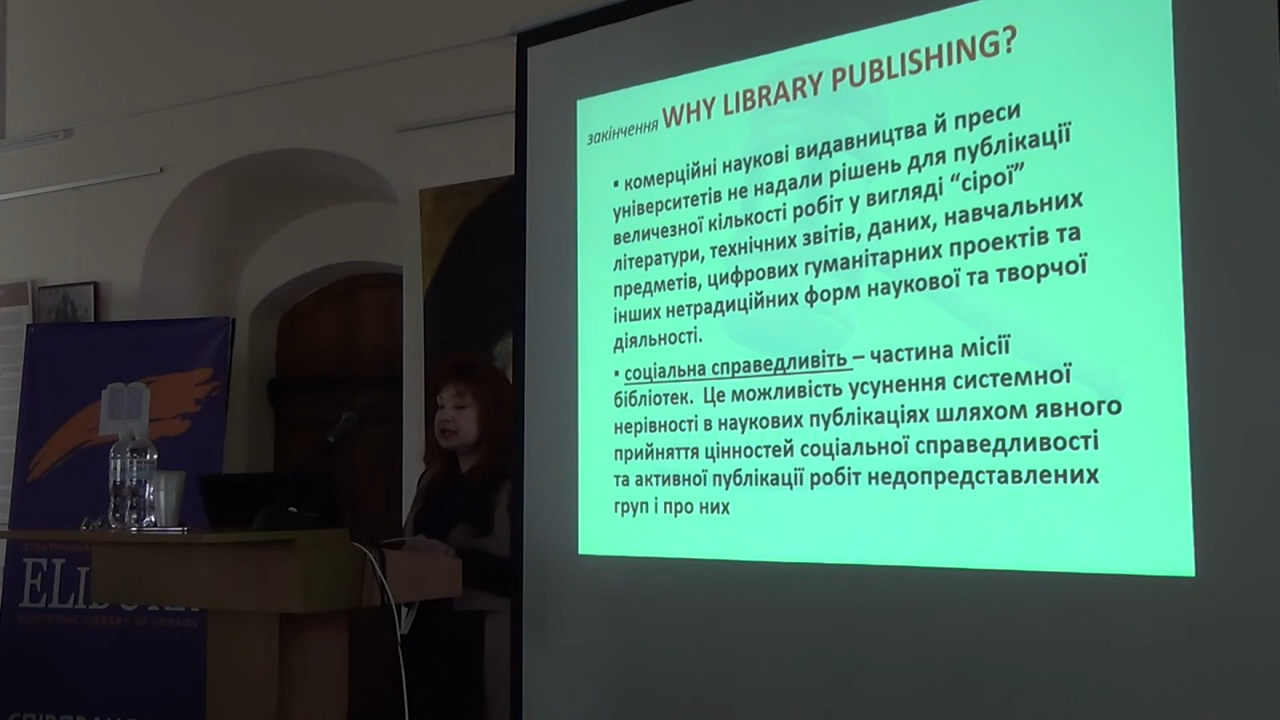 закінчення WHY LIBRARY PUBLISHING?
▪ комерційні наукові видавництва й преси
університетів не надали рішень для публікації
величезної кількості робіт у вигляді “сірої”
літератури, технічних звітів, даних, навчальних
предметів, цифрових гуманітарних проектів та
інших нетрадиційних форм наукової та творчої
діяльності.
▪ соціальна справедливіть – частина місії
бібліотек. Це можливість усунення системної
нерівності в наукових публікаціях шляхом явного
прийняття цінностей соціальної справедливості
та активної публікації робіт недопредставлених
груп і про них
LIBRARY OF UKRAINE